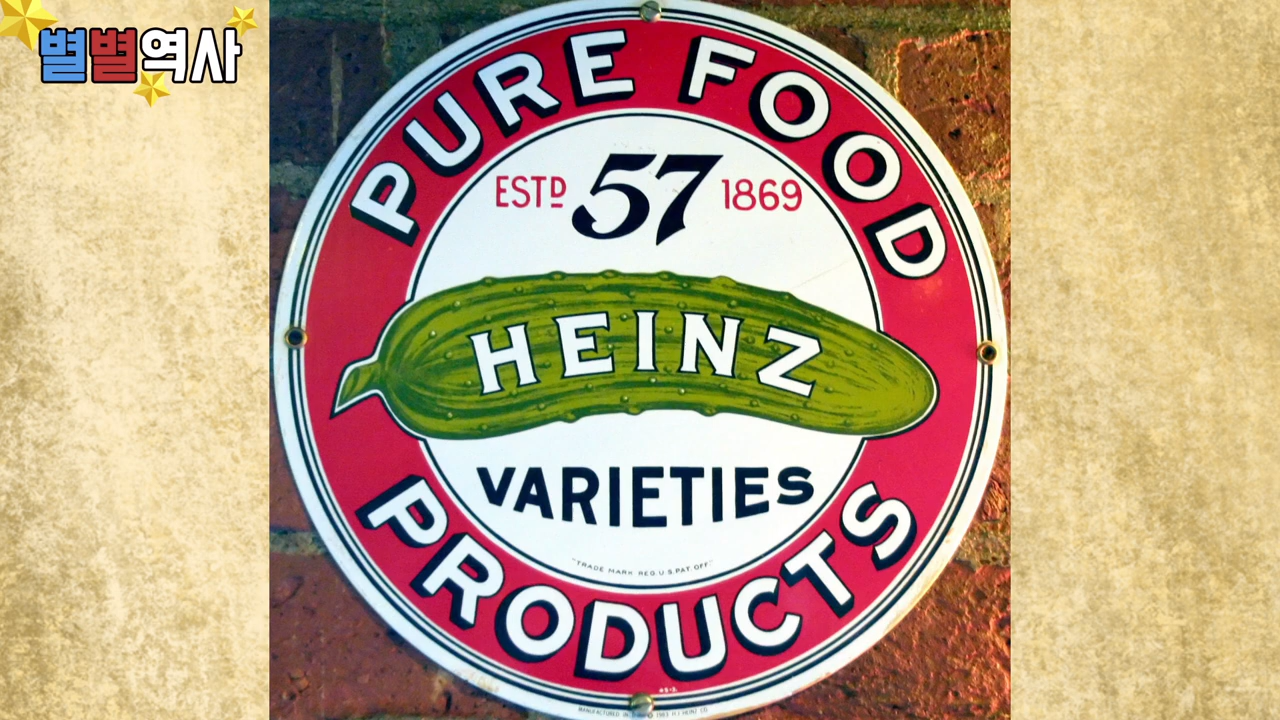 별별역사
PURE FOOD
ESTD 57 1869
HEINZ
VARIETIES
"TRADE MARK REG. U.S. PAT. OFF."
PRODUCTS